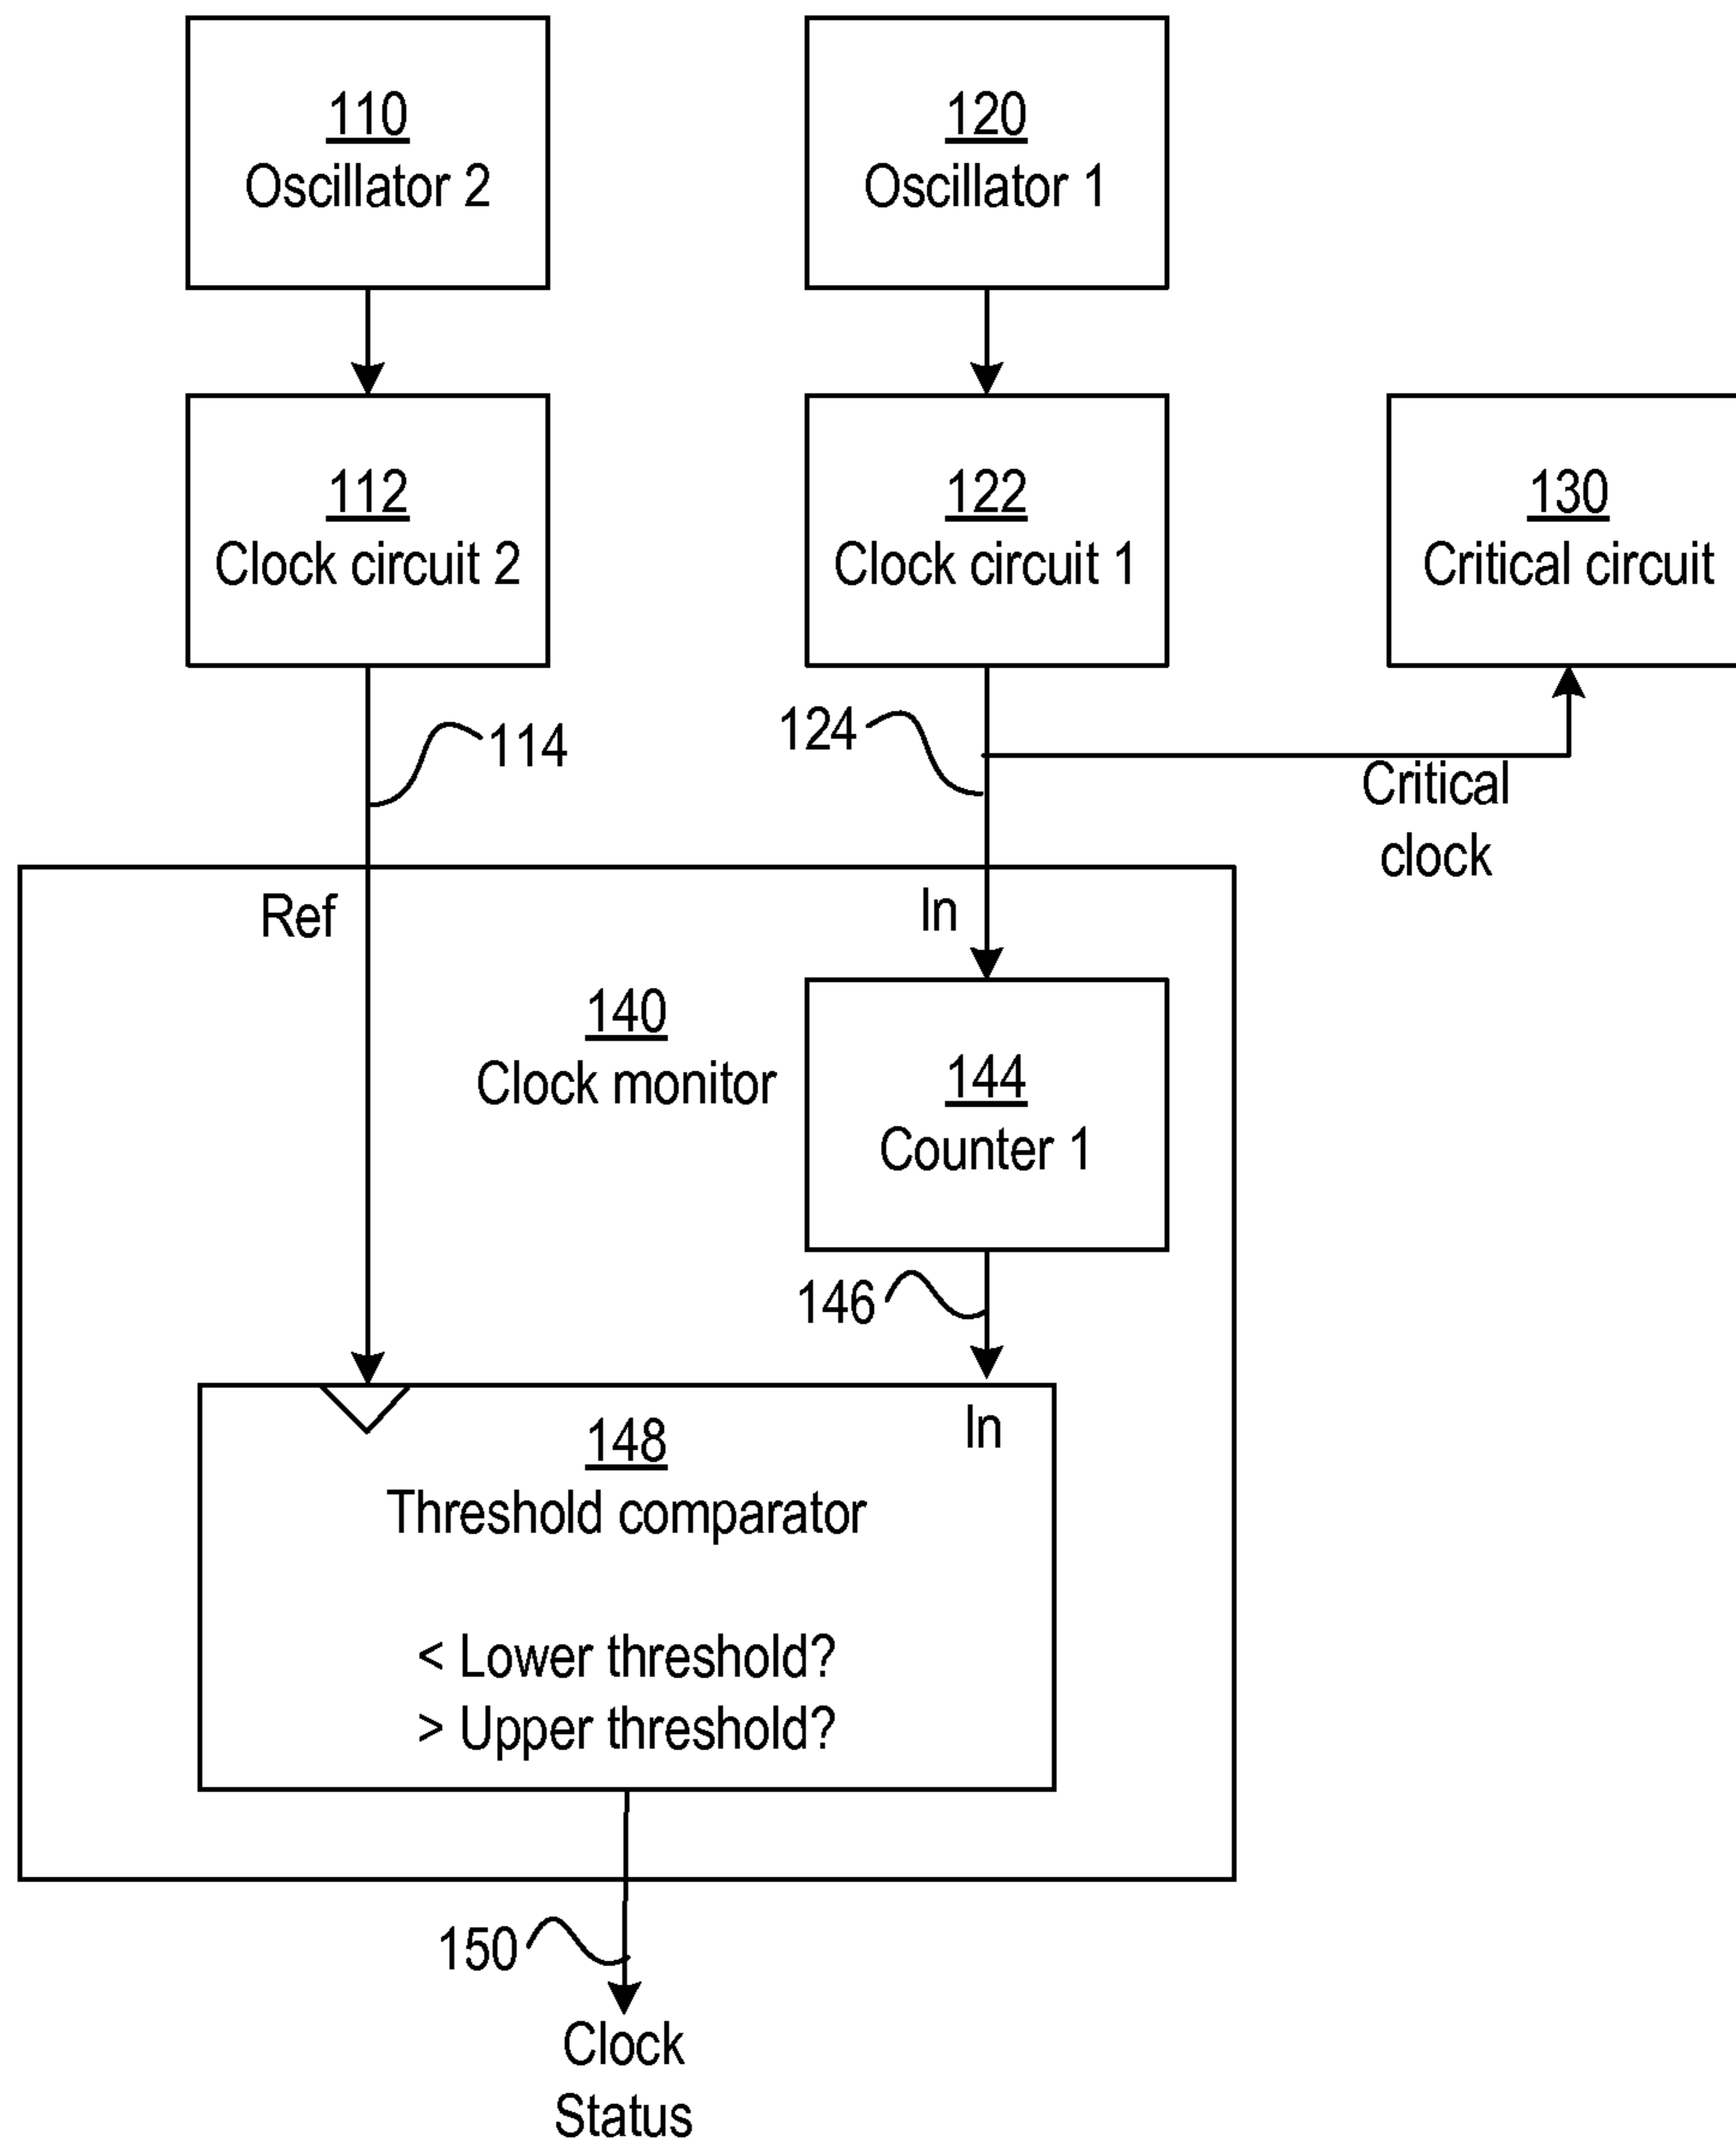 110
Oscillator 2
120
Oscillator 1
112
Clock circuit 2
122
Clock circuit 1
130
Critical circuit
114
124
Critical
clock
Ref
In
140
Clock monitor
144
Counter 1
146
In
148
Threshold comparator
< Lower threshold?
> Upper threshold?
150
Clock
Status